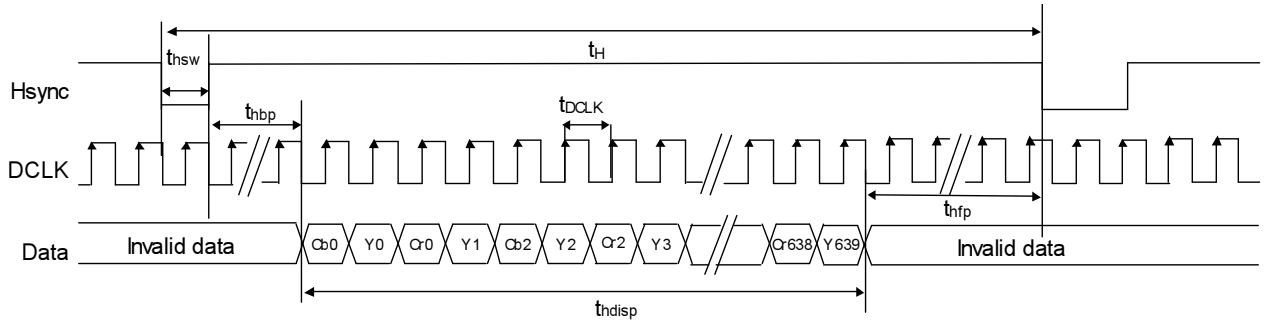 tH
thsw
Hsync
thbp
tDCLK
DCLK
thfp
Data
Invalid data
Cb0
Y0
Cr0
Y1
Cb2
Y2
Cr2
Y3
Cr638
Y639
Invalid data
thdisp